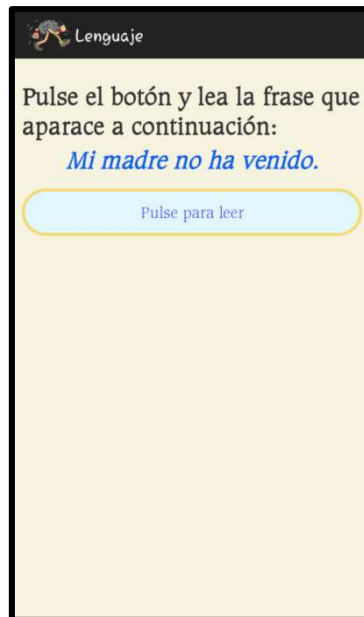 Lenguaje
Pulse el botón y lea la frase que
aparace a continuación:
Mi madre no ha venido.
Pulse para leer